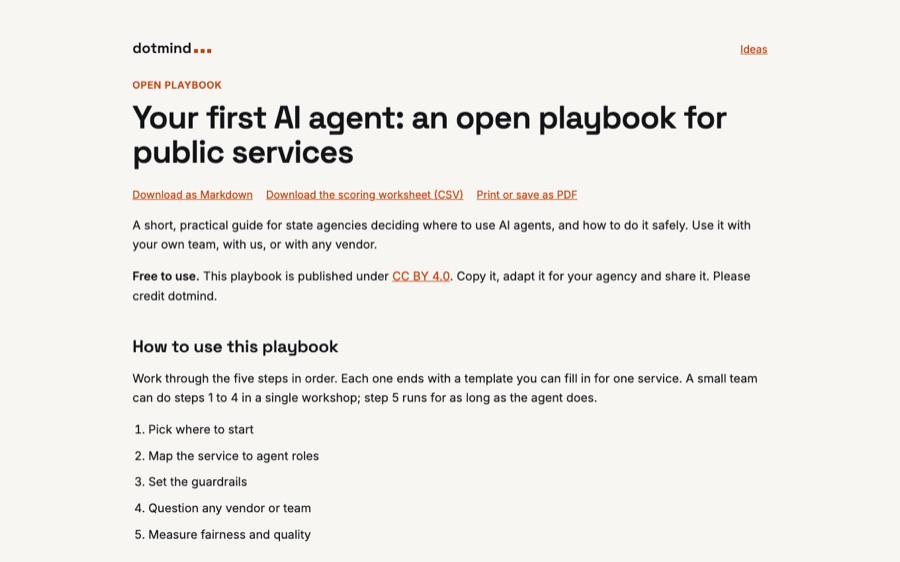 dotmind
Ideas
OPEN PLAYBOOK
Your first AI agent: an open playbook for
public services
Download as Markdown Download the scoring worksheet (CSV) Print or save as PDF
A short, practical guide for state agencies deciding where to use AI agents, and how to do it safely. Use it with
your own team, with us, or with any vendor.
Free to use. This playbook is published under CC BY 4.0. Copy it, adapt it for your agency and share it. Please
credit dotmind.
How to use this playbook
Work through the five steps in order. Each one ends with a template you can fill in for one service. A small team
can do steps 1 to 4 in a single workshop; step 5 runs for as long as the agent does.
1. Pick where to start
2. Map the service to agent roles
3. Set the guardrails
4. Question any vendor or team
5. Measure fairness and quality